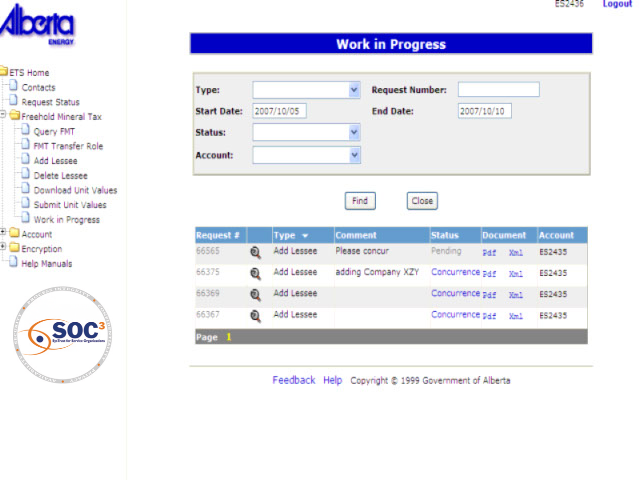 ES2436 Logout
Alberta
ENERGY
Work in Progress
ETS Home
Contacts
Request Status
Freehold Mineral Tax
Query FMT
FMT Transfer Role
Add Lessee
Delete Lessee
Download Unit Values
Submit Unit Values
Work in Progress
Account
Encryption
Help Manuals
SOC3
SysTrust for Service Organizations
Type: Request Number:
Start Date: 2007/10/05 End Date: 2007/10/10
Status:
Account:
Find Close
Request # Type Comment Status Document Account
66565 Add Lessee Please concur Pending Pdf Xml ES2435
66375 Add Lessee adding Company XZY Concurrence Pdf Xml ES2435
66369 Add Lessee Concurrence Pdf Xml ES2435
66367 Add Lessee Concurrence Pdf Xml ES2435
Page 1
Feedback Help Copyright © 1999 Government of Alberta